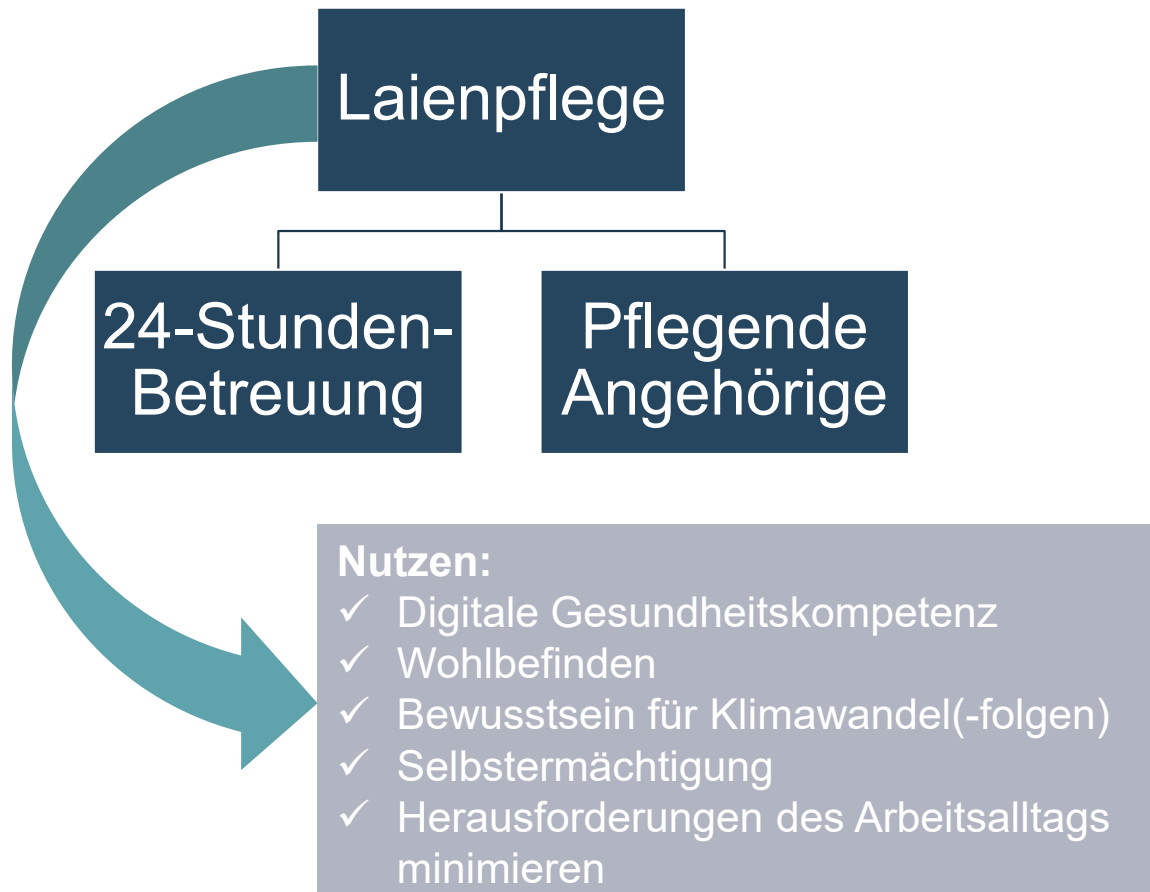 Laienpflege
24-Stunden-
Betreuung
Pflegende
Angehörige
Nutzen:
✓ Digitale Gesundheitskompetenz
✓ Wohlbefinden
✓ Bewusstsein für Klimawandel(-folgen)
✓ Selbstermächtigung
✓ Herausforderungen des Arbeitsalltags
minimieren